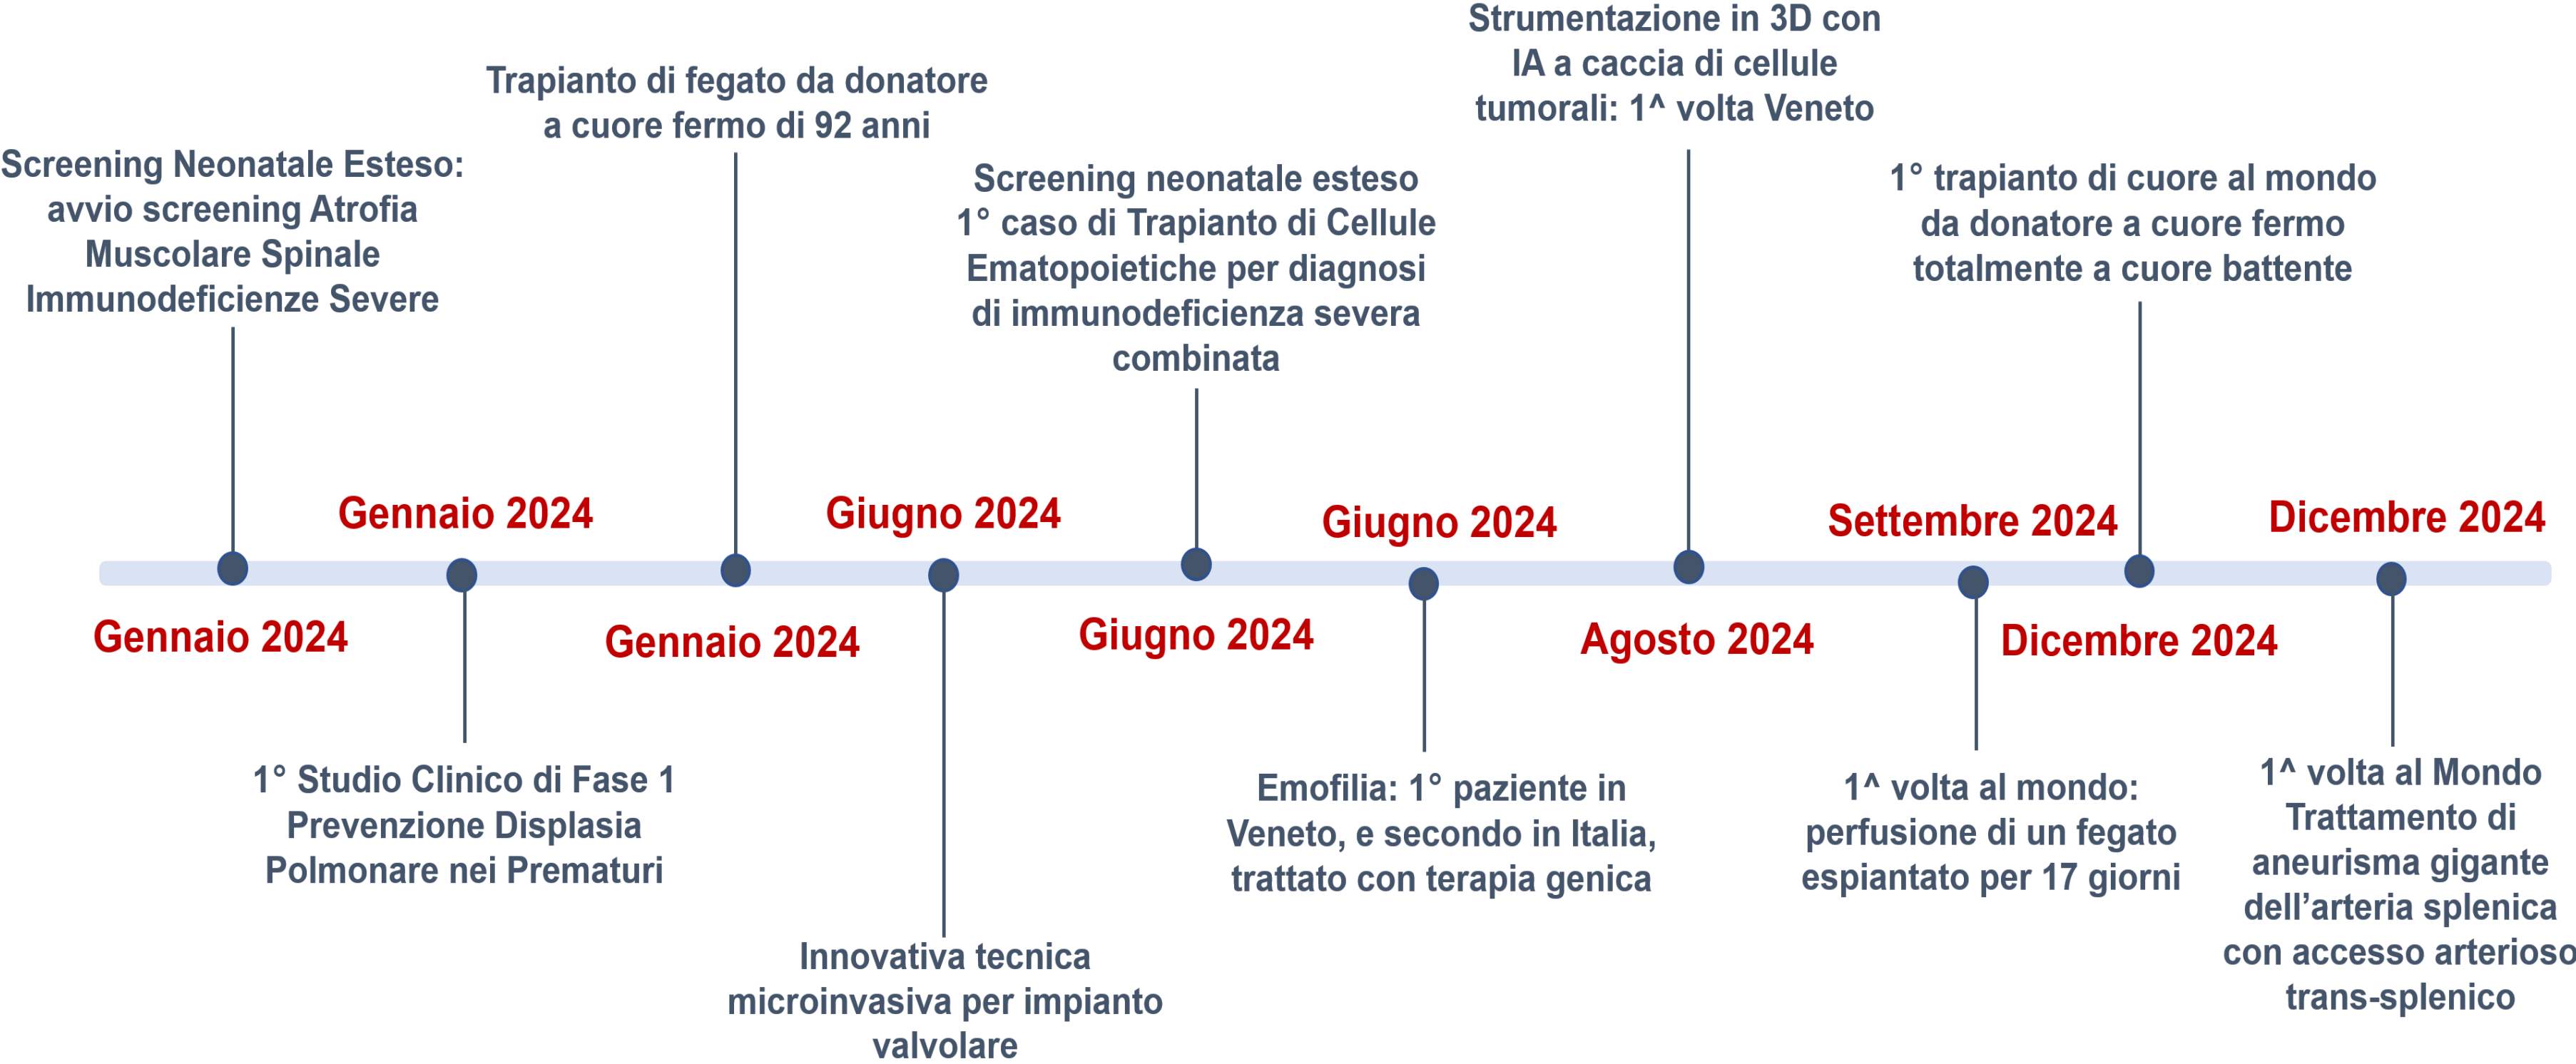 Screening Neonatale Esteso:
avvio screening Atrofia
Muscolare Spinale
Immunodeficienze Severe
Gennaio 2024
Gennaio 2024
1° Studio Clinico di Fase 1
Prevenzione Displasia
Polmonare nei Prematuri
Trapianto di fegato da donatore
a cuore fermo di 92 anni
Gennaio 2024
Giugno 2024
Innovativa tecnica
microinvasiva per impianto
valvolare
Screening neonatale esteso
1° caso di Trapianto di Cellule
Ematopoietiche per diagnosi
di immunodeficienza severa
combinata
Giugno 2024
Giugno 2024
Emofilia: 1° paziente in
Veneto, e secondo in Italia,
trattato con terapia genica
Strumentazione in 3D con
IA a caccia di cellule
tumorali: 1^ volta Veneto
Agosto 2024
Settembre 2024
1^ volta al mondo:
perfusione di un fegato
espiantato per 17 giorni
1° trapianto di cuore al mondo
da donatore a cuore fermo
totalmente a cuore battente
Dicembre 2024
Dicembre 2024
1^ volta al Mondo
Trattamento di
aneurisma gigante
dell’arteria splenica
con accesso arterioso
trans-splenico